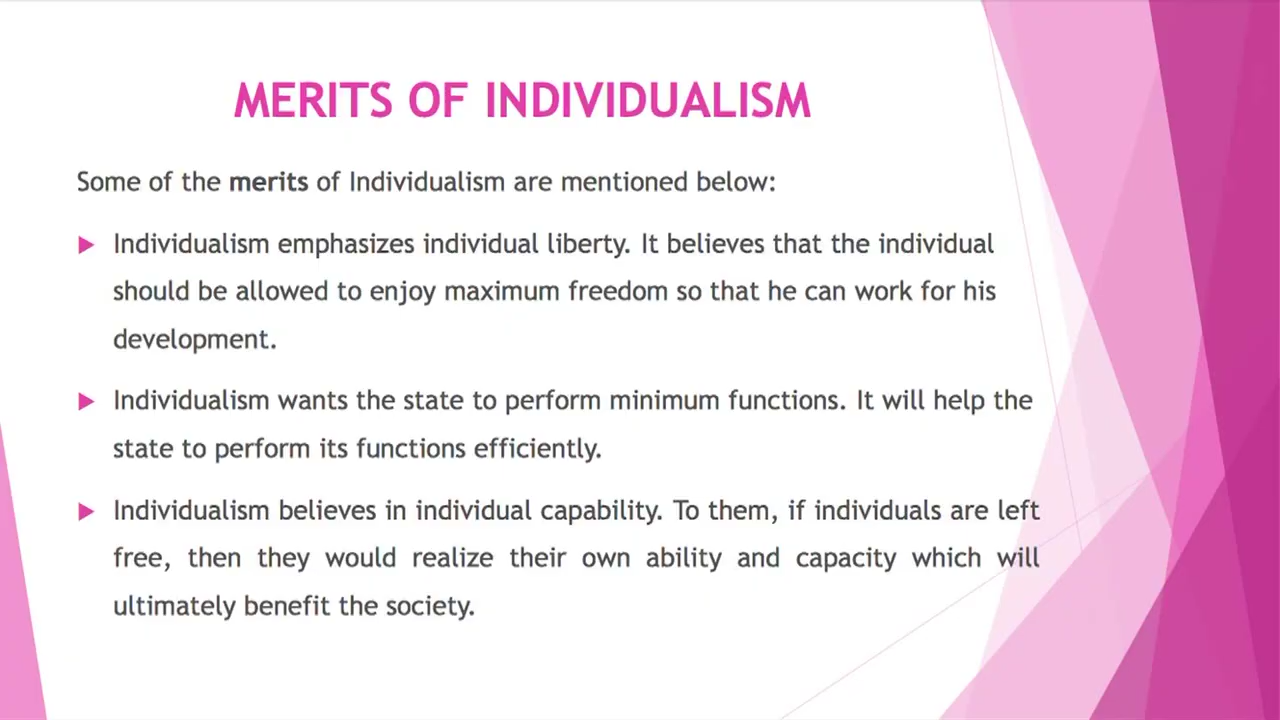 MERITS OF INDIVIDUALISM
Some of the merits of Individualism are mentioned below:
Individualism emphasizes individual liberty. It believes that the individual
should be allowed to enjoy maximum freedom so that he can work for his
development.
Individualism wants the state to perform minimum functions. It will help the
state to perform its functions efficiently.
Individualism believes in individual capability. To them, if individuals are left
free, then they would realize their own ability and capacity which will
ultimately benefit the society.